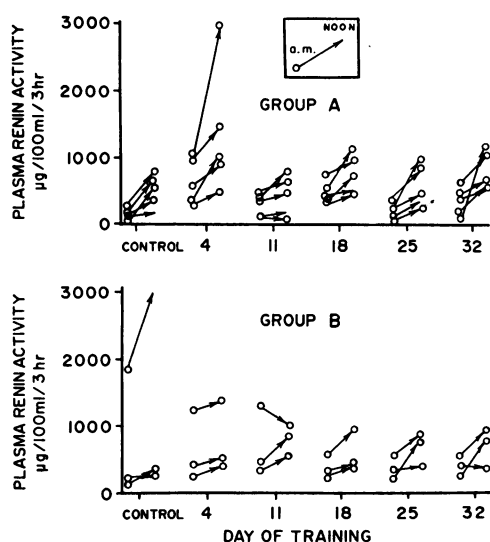 3000
2000
1000
0
PLASMA RENIN ACTIVITY
µg/100ml/3hr
NOON
a.m.
GROUP A
CONTROL 4 11 18 25 32
3000
2000
1000
0
PLASMA RENIN ACTIVITY
µg/100ml/3hr
GROUP B
CONTROL 4 11 18 25 32
DAY OF TRAINING